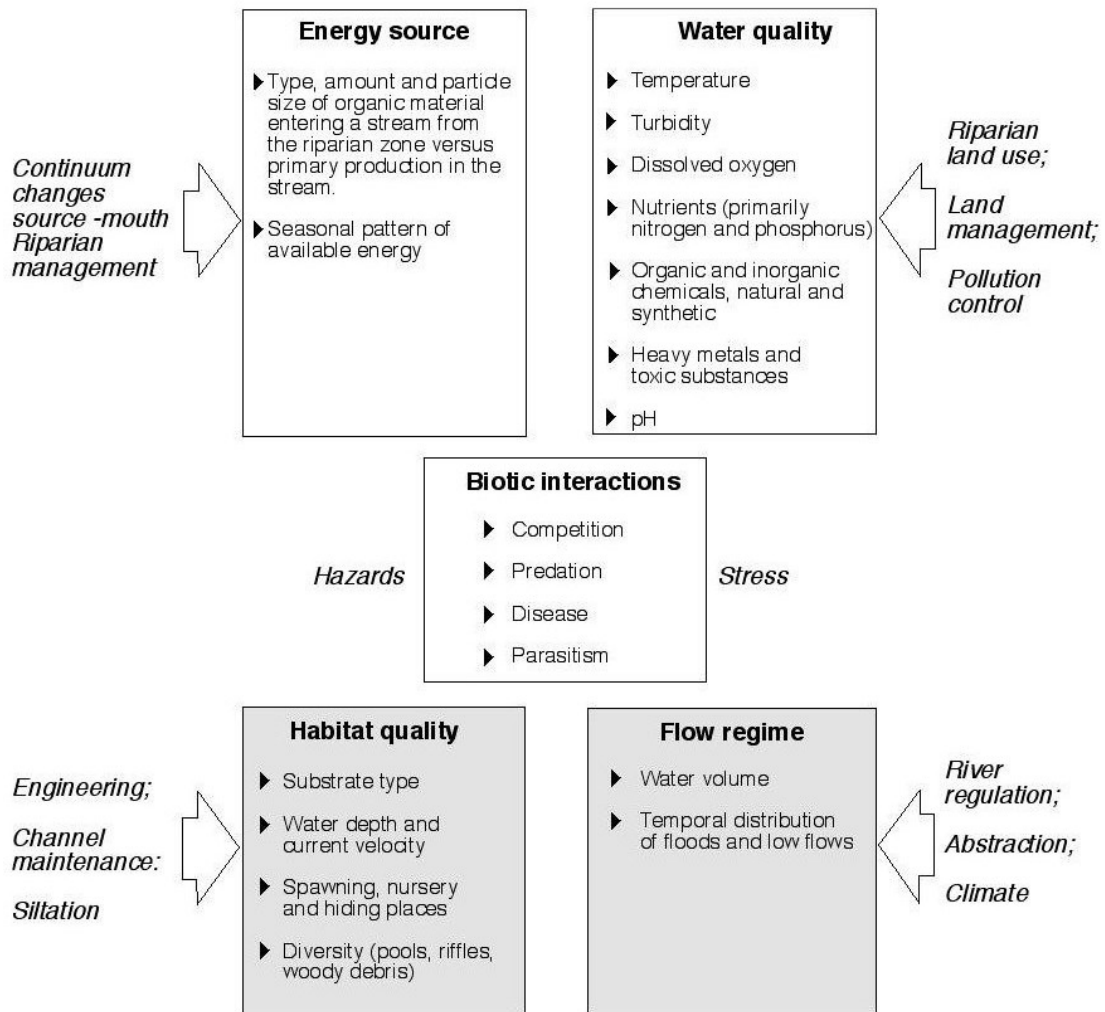 Energy source
Type, amount and particle
size of organic material
entering a stream from
the riparian zone versus
primary production in the
stream.
Seasonal pattern of
available energy
Continuum
changes
source -mouth
Riparian
management
Water quality
Temperature
Turbidity
Dissolved oxygen
Nutrients (primarily
nitrogen and phosphorus)
Organic and inorganic
chemicals, natural and
synthetic
Heavy metals and
toxic substances
pH
Riparian
land use;
Land
management;
Pollution
control
Biotic interactions
Competition
Predation
Disease
Parasitism
Hazards
Stress
Habitat quality
Substrate type
Water depth and
current velocity
Spawning, nursery
and hiding places
Diversity (pools, riffles,
woody debris)
Engineering;
Channel
maintenance:
Siltation
Flow regime
Water volume
Temporal distribution
of floods and low flows
River
regulation;
Abstraction;
Climate